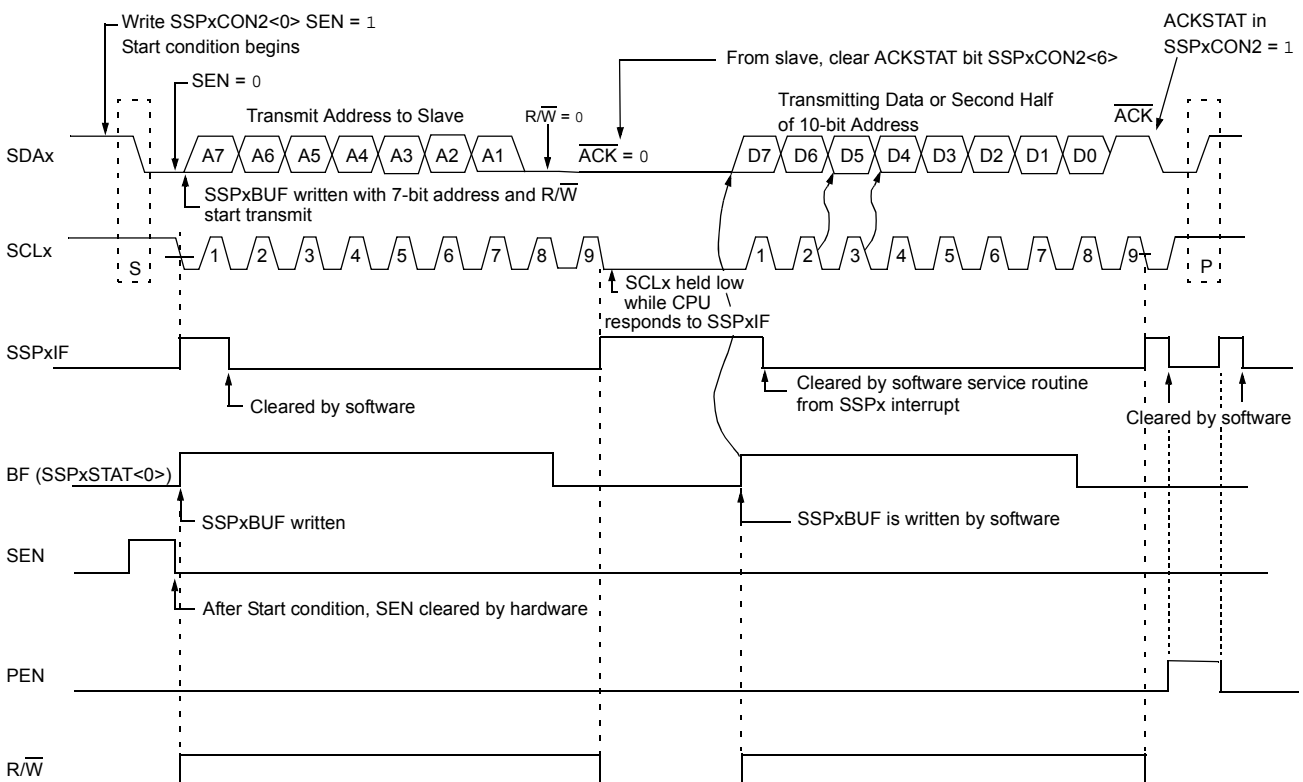 Write SSPxCON2<0> SEN = 1
Start condition begins
ACKSTAT in
SSPxCON2 = 1
From slave, clear ACKSTAT bit SSPxCON2<6>
SEN = 0
Transmit Address to Slave
R/W = 0
Transmitting Data or Second Half
of 10-bit Address
ACK
SDAx
A7 A6 A5 A4 A3 A2 A1
ACK = 0
D7 D6 D5 D4 D3 D2 D1 D0
SSPxBUF written with 7-bit address and R/W
start transmit
SCLx
S
1 2 3 4 5 6 7 8 9
1 2 3 4 5 6 7 8 9
P
SCLx held low
while CPU
responds to SSPxIF
SSPxIF
Cleared by software
Cleared by software service routine
from SSPx interrupt
Cleared by software
BF (SSPxSTAT<0>)
SSPxBUF written
SSPxBUF is written by software
SEN
After Start condition, SEN cleared by hardware
PEN
R/W